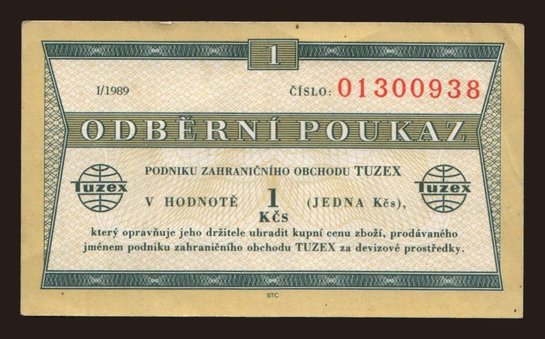 1
I/1989 ČÍSLO: 01300938
ODBĚRNÍ POUKAZ
PODNIKU ZAHRANIČNÍHO OBCHODU TUZEX
Tuzex V HODNOTĚ 1 Kčs (JEDNA Kčs), Tuzex
který opravňuje jeho držitele uhradit kupní cenu zboží, prodávaného
jménem podniku zahraničního obchodu TUZEX za devizové prostředky.
STC